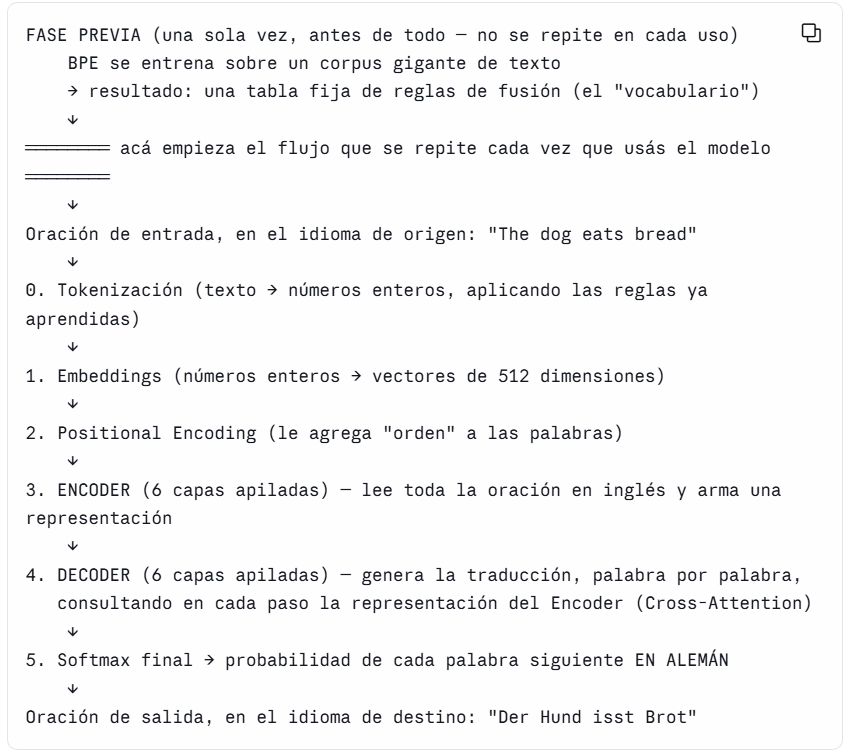 FASE PREVIA (una sola vez, antes de todo — no se repite en cada uso)
BPE se entrena sobre un corpus gigante de texto
→ resultado: una tabla fija de reglas de fusión (el "vocabulario")
↓
════════ acá empieza el flujo que se repite cada vez que usás el modelo
════════
↓
Oración de entrada, en el idioma de origen: "The dog eats bread"
↓
0. Tokenización (texto → números enteros, aplicando las reglas ya
aprendidas)
↓
1. Embeddings (números enteros → vectores de 512 dimensiones)
↓
2. Positional Encoding (le agrega "orden" a las palabras)
↓
3. ENCODER (6 capas apiladas) — lee toda la oración en inglés y arma una
representación
↓
4. DECODER (6 capas apiladas) — genera la traducción, palabra por palabra,
consultando en cada paso la representación del Encoder (Cross-Attention)
↓
5. Softmax final → probabilidad de cada palabra siguiente EN ALEMÁN
↓
Oración de salida, en el idioma de destino: "Der Hund isst Brot"